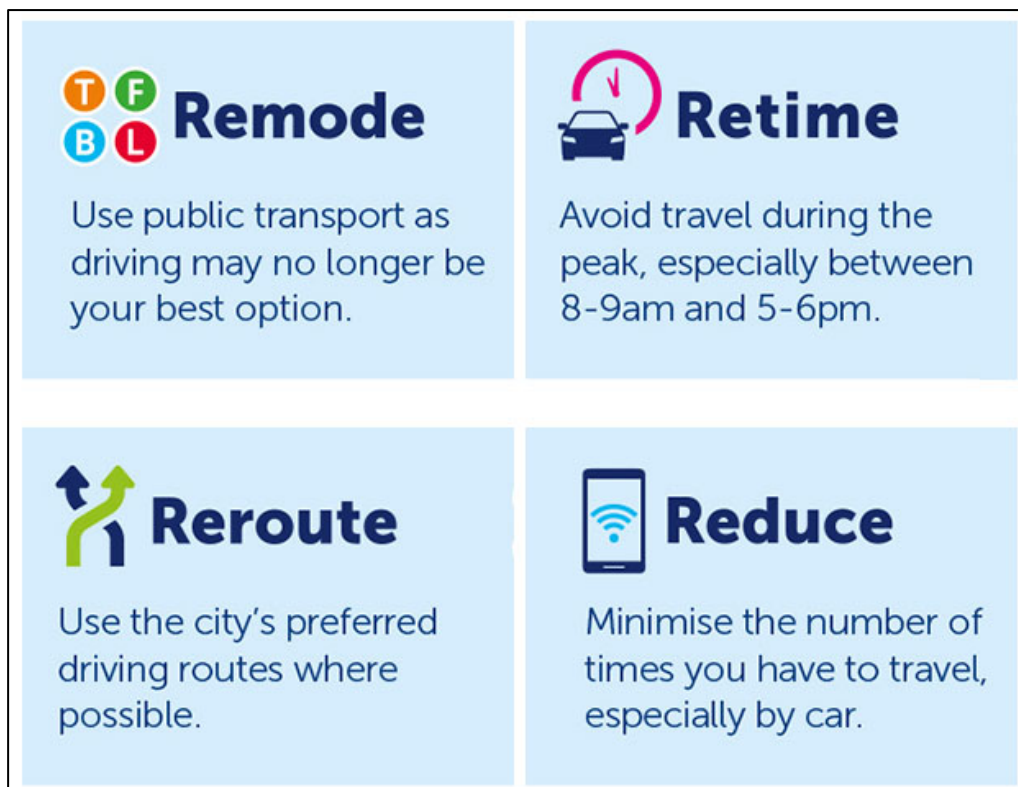 T F
B L
Remode
Use public transport as
driving may no longer be
your best option.
Retime
Avoid travel during the
peak, especially between
8-9am and 5-6pm.
Reroute
Use the city’s preferred
driving routes where
possible.
Reduce
Minimise the number of
times you have to travel,
especially by car.